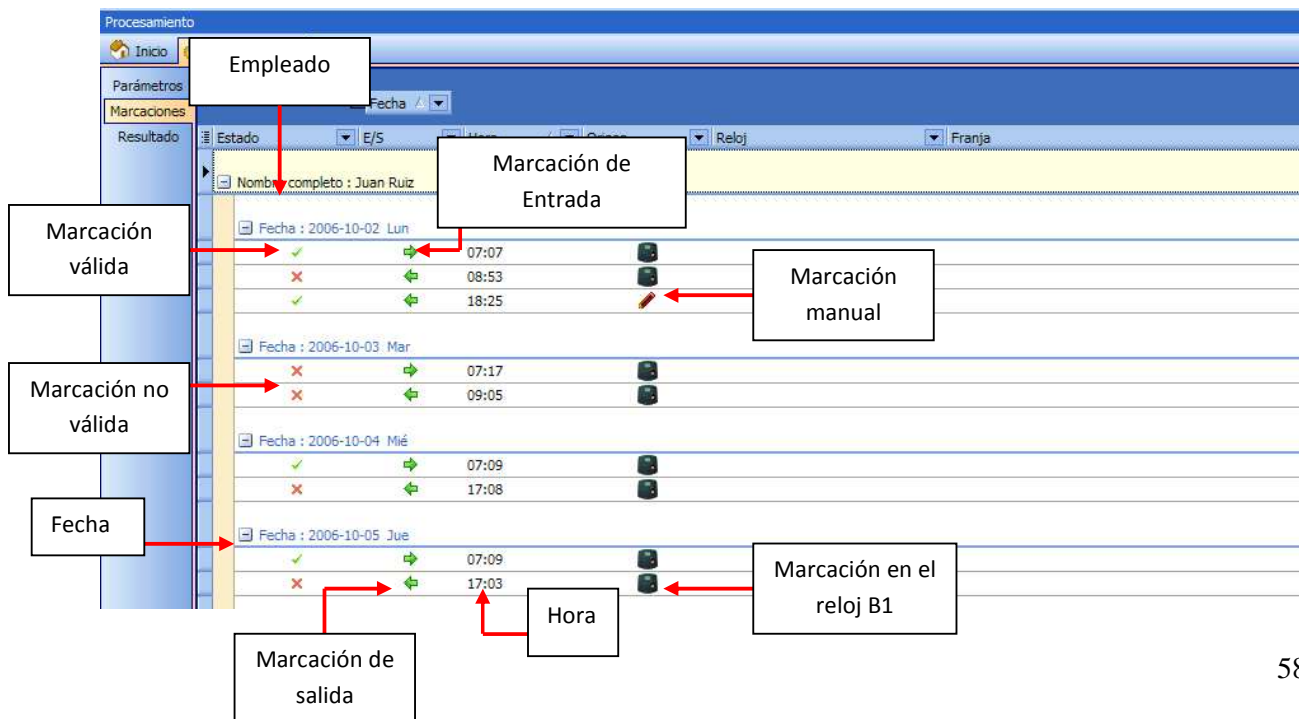 Procesamiento
Inicio
Empleado
Parámetros
Fecha
Marcaciones
Resultado
Estado
E/S
Reloj
Franja
Marcación de
Entrada
Nombre completo : Juan Ruiz
Marcación
válida
Fecha : 2006-10-02 Lun
07:07
08:53
18:25
Marcación
manual
Fecha : 2006-10-03 Mar
07:17
09:05
Marcación no
válida
Fecha : 2006-10-04 Mié
07:09
17:08
Fecha
Fecha : 2006-10-05 Jue
07:09
17:03
Marcación en el
reloj B1
Hora
Marcación de
salida
58